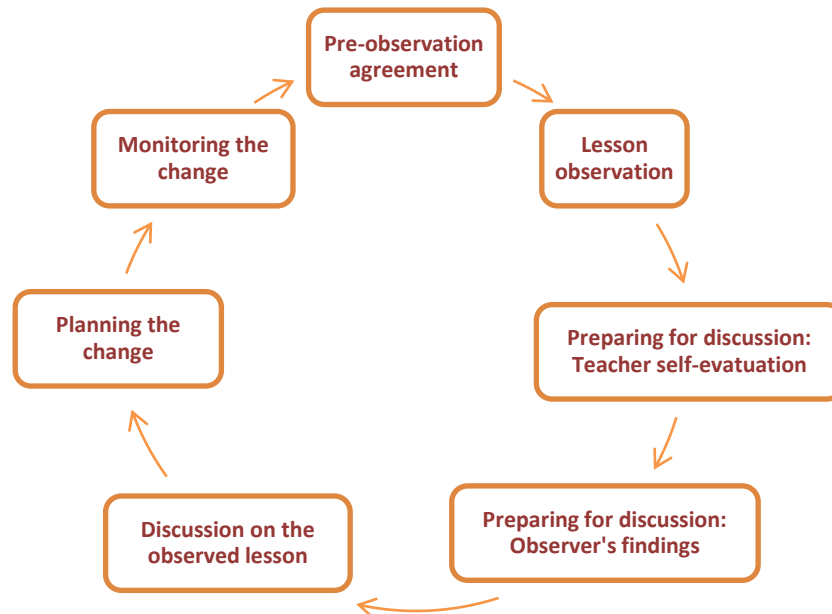 Pre-observation
agreement
Lesson
observation
Preparing for discussion:
Teacher self-evatuation
Preparing for discussion:
Observer's findings
Discussion on the
observed lesson
Planning the
change
Monitoring the
change